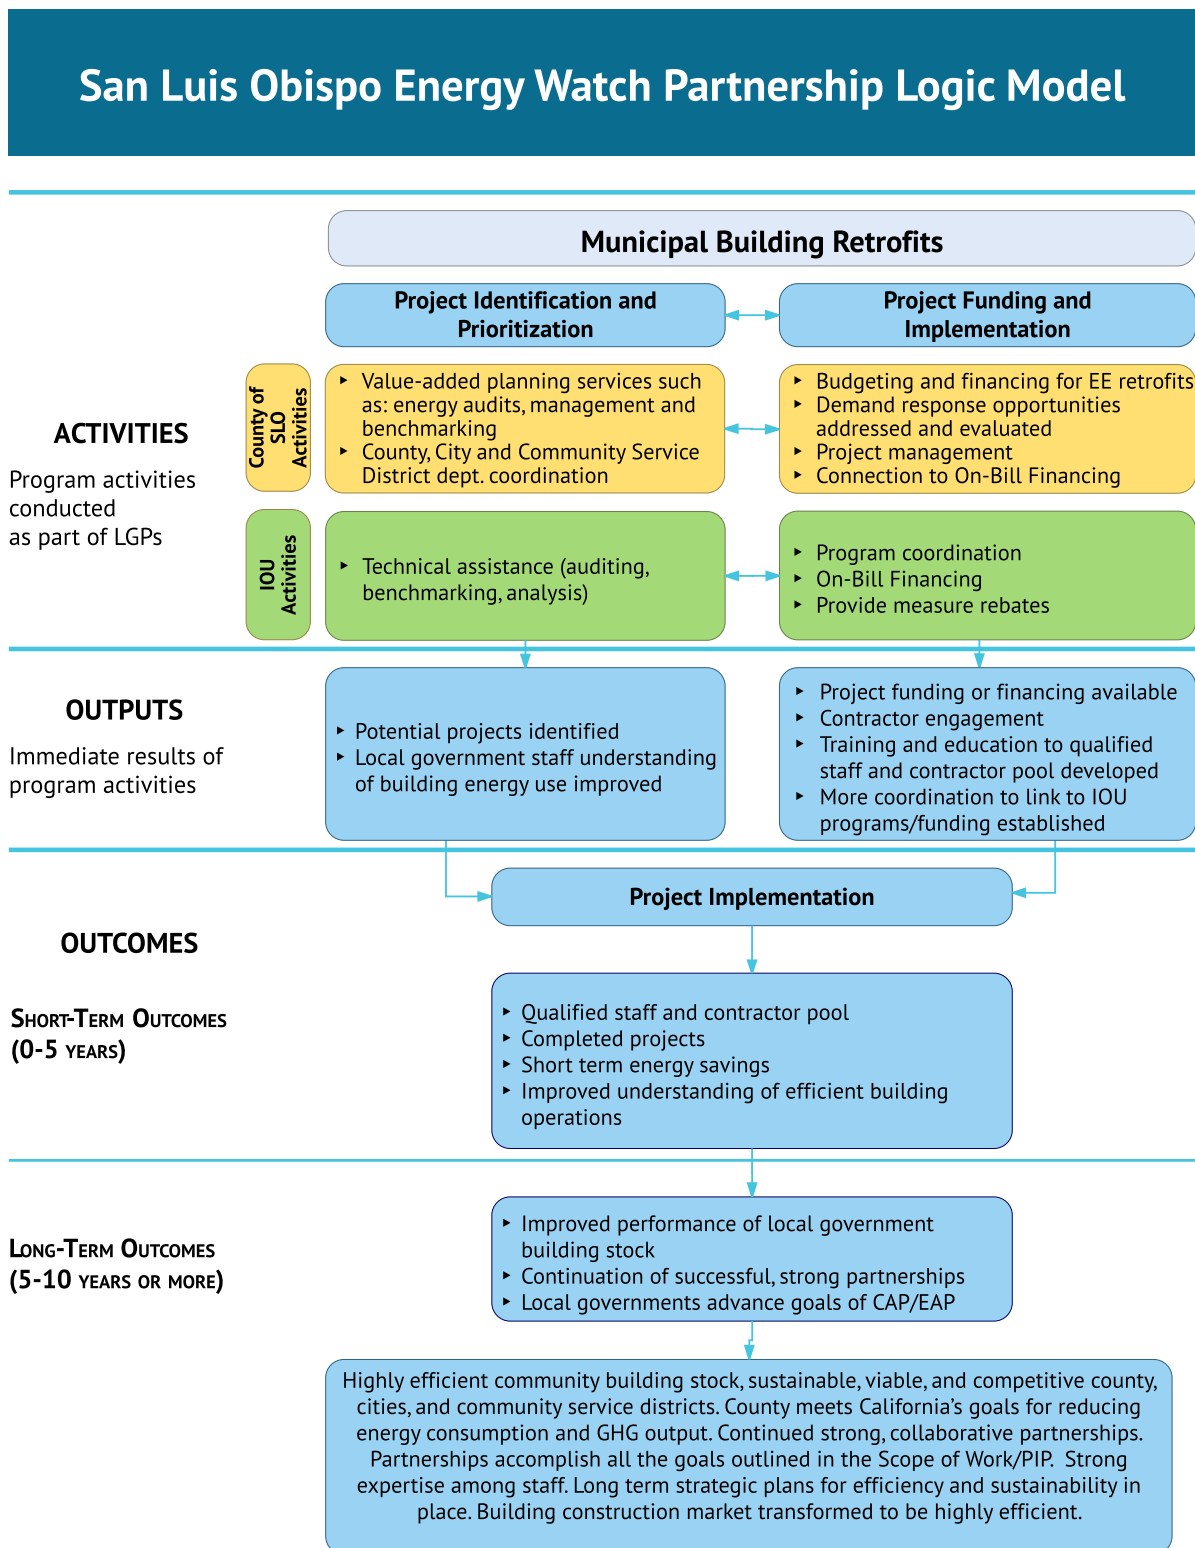 San Luis Obispo Energy Watch Partnership Logic Model
Municipal Building Retrofits
Project Identification and
Prioritization
Project Funding and
Implementation
ACTIVITIES
Program activities
conducted
as part of LGPs
County of
SLO
Activities
‣ Value-added planning services such
as: energy audits, management and
benchmarking
‣ County, City and Community Service
District dept. coordination
‣ Budgeting and financing for EE retrofits
‣ Demand response opportunities
addressed and evaluated
‣ Project management
‣ Connection to On-Bill Financing
IOU
Activities
‣ Technical assistance (auditing,
benchmarking, analysis)
‣ Program coordination
‣ On-Bill Financing
‣ Provide measure rebates
OUTPUTS
Immediate results of
program activities
‣ Potential projects identified
‣ Local government staff understanding
of building energy use improved
‣ Project funding or financing available
‣ Contractor engagement
‣ Training and education to qualified
staff and contractor pool developed
‣ More coordination to link to IOU
programs/funding established
OUTCOMES
Project Implementation
SHORT-TERM OUTCOMES
(0-5 YEARS)
‣ Qualified staff and contractor pool
‣ Completed projects
‣ Short term energy savings
‣ Improved understanding of efficient building
operations
LONG-TERM OUTCOMES
(5-10 YEARS OR MORE)
‣ Improved performance of local government
building stock
‣ Continuation of successful, strong partnerships
‣ Local governments advance goals of CAP/EAP
Highly efficient community building stock, sustainable, viable, and competitive county,
cities, and community service districts. County meets California's goals for reducing
energy consumption and GHG output. Continued strong, collaborative partnerships.
Partnerships accomplish all the goals outlined in the Scope of Work/PIP.  Strong
expertise among staff. Long term strategic plans for efficiency and sustainability in
place. Building construction market transformed to be highly efficient.